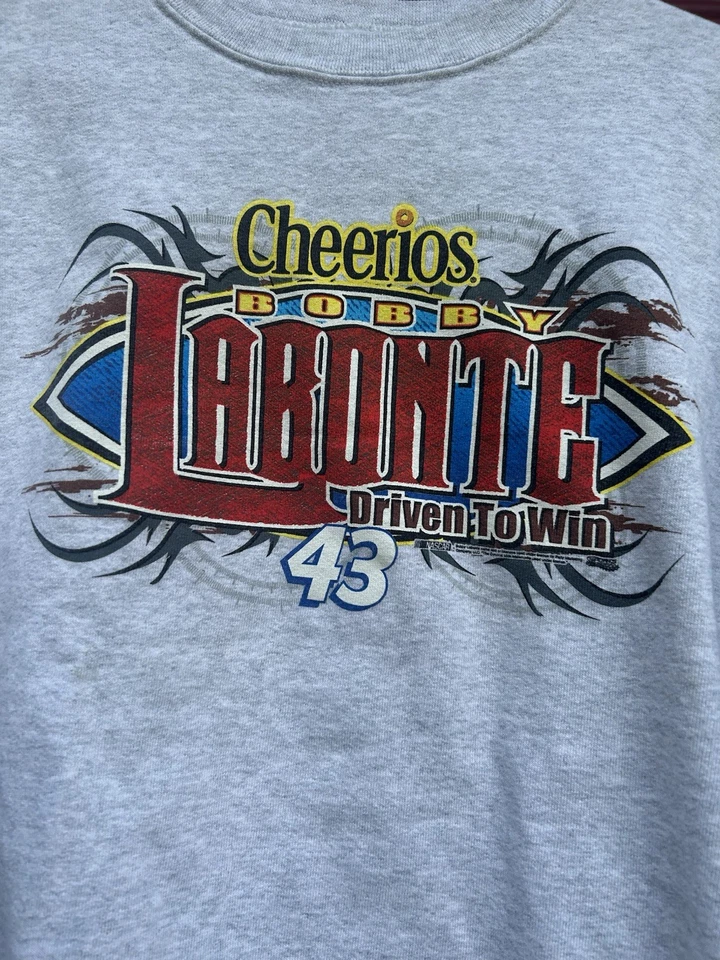 Cheerios
BOBBY
LABONTE
Driven To Win
43